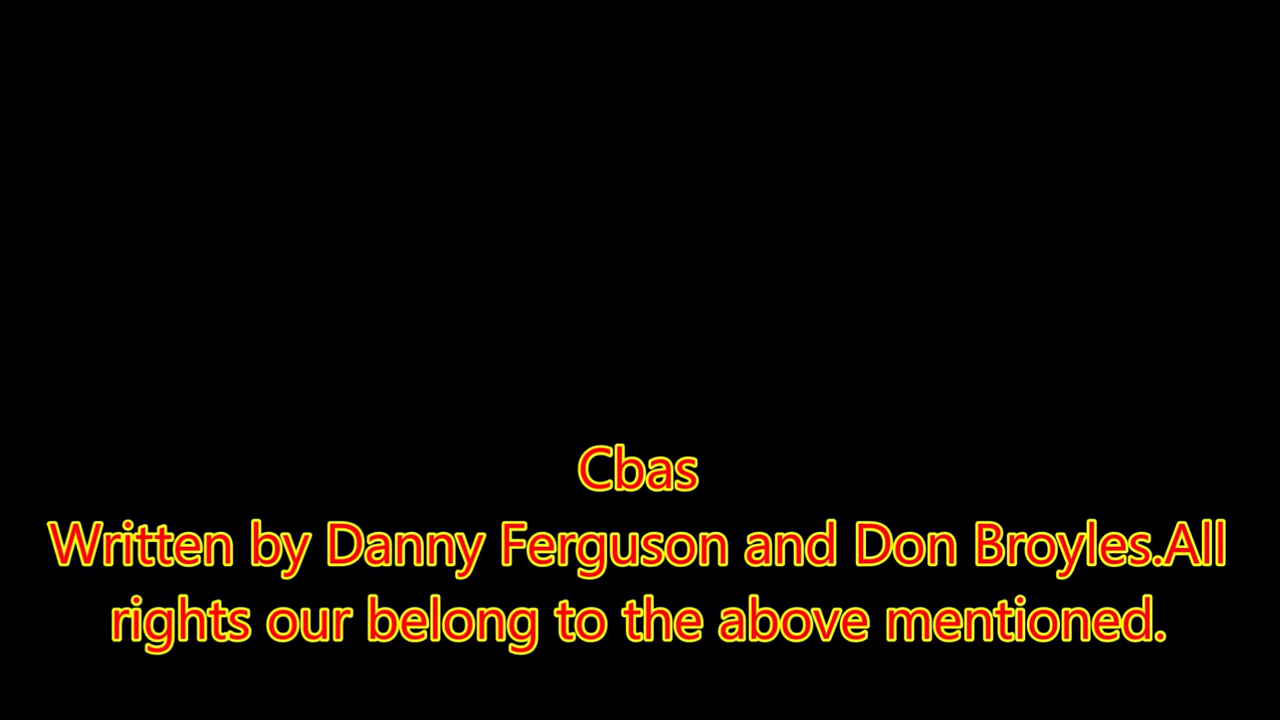 Cbas
Written by Danny Ferguson and Don Broyles.All
rights our belong to the above mentioned.